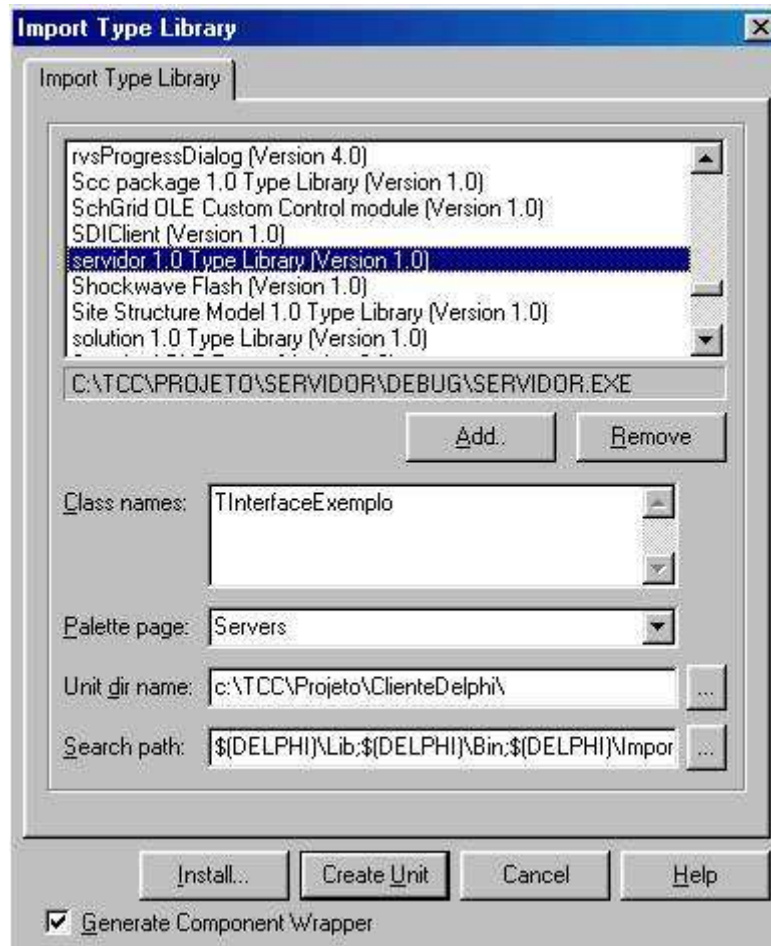 Import Type Library
Import Type Library
rvsProgressDialog (Version 4.0)
Scc package 1.0 Type Library (Version 1.0)
SchGrid OLE Custom Control module (Version 1.0)
SDIClient (Version 1.0)
servidor 1.0 Type Library (Version 1.0)
Shockwave Flash (Version 1.0)
Site Structure Model 1.0 Type Library (Version 1.0)
solution 1.0 Type Library (Version 1.0)
C:\TCC\PROJETO\SERVIDOR\DEBUG\SERVIDOR.EXE
Add.. Remove
Class names: TInterfaceExemplo
Palette page: Servers
Unit dir name: c:\TCC\Projeto\ClienteDelphi\ ...
Search path: $(DELPHI)\Lib;$(DELPHI)\Bin;$(DELPHI)\Impor ...
Install... Create Unit Cancel Help
Generate Component Wrapper